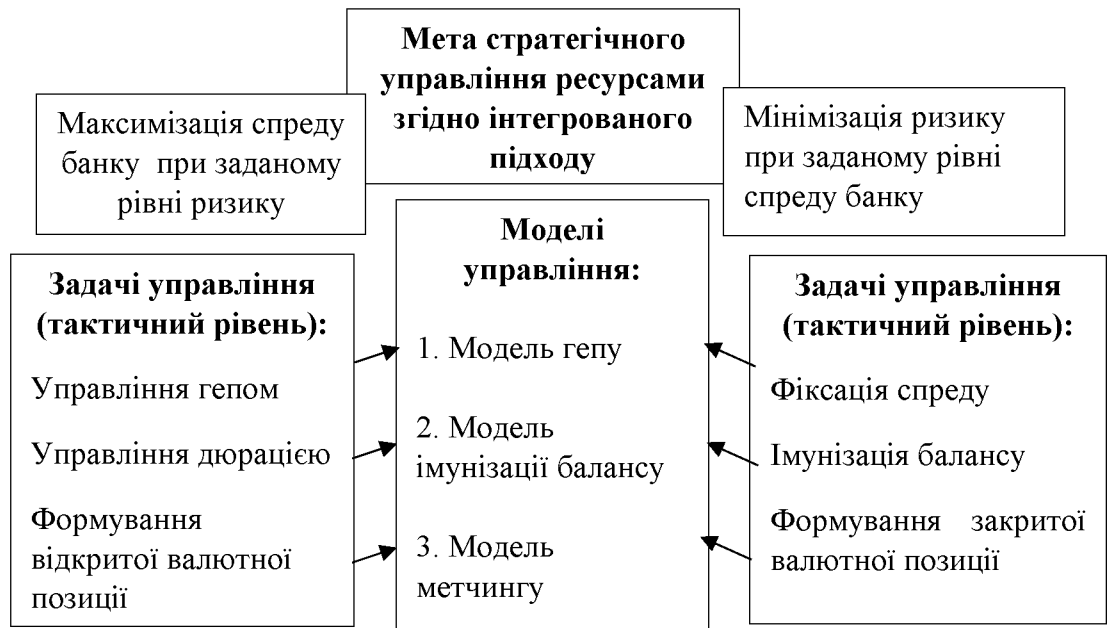 Мета стратегічного
управління ресурсами
згідно інтегрованого
підходу
Максимізація спреду
банку при заданому
рівні ризику
Мінімізація ризику
при заданому рівні
спреду банку
Задачі управління
(тактичний рівень):
Управління гепом
Управління дюрацією
Формування
відкритої валютної
позиції
Моделі
управління:
1. Модель гепу
2. Модель
імунізації балансу
3. Модель
метчингу
Задачі управління
(тактичний рівень):
Фіксація спреду
Імунізація балансу
Формування закритої
валютної позиції